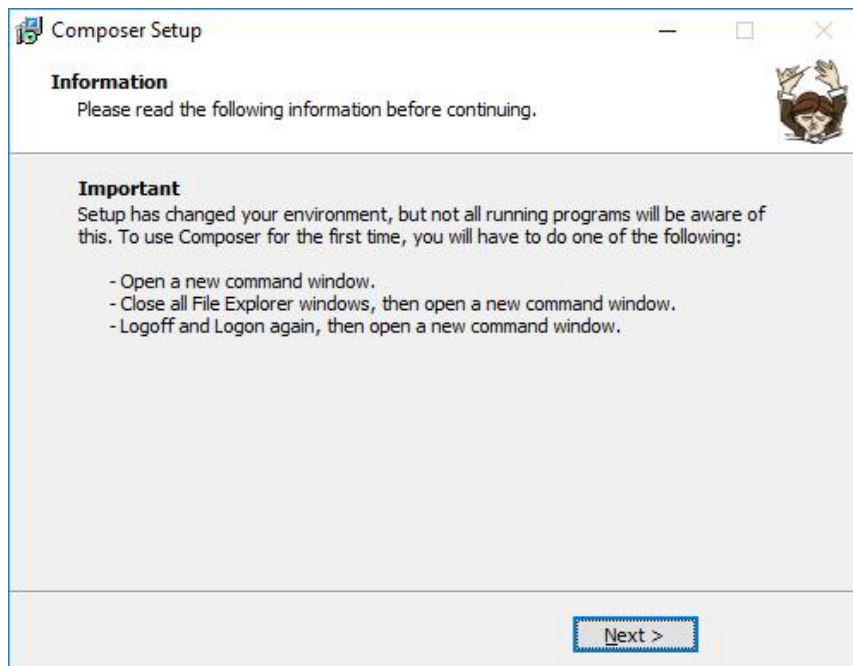 Composer Setup
Information
Please read the following information before continuing.
Important
Setup has changed your environment, but not all running programs will be aware of
this. To use Composer for the first time, you will have to do one of the following:
- Open a new command window.
- Close all File Explorer windows, then open a new command window.
- Logoff and Logon again, then open a new command window.
Next >